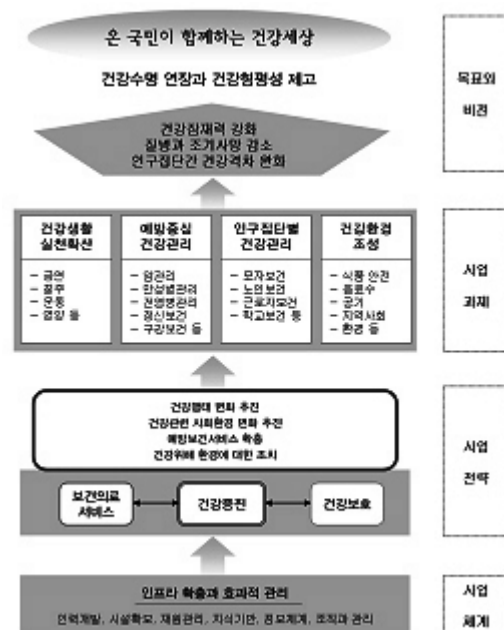 온 국민이 함께하는 건강세상
건강수명 연장과 건강형평성 제고
건강잠재력 강화
질병과 조기사망 감소
인구집단간 건강격차 완화
목표와
비전
건강생활
실천확산
- 금연
- 절주
- 운동
- 영양 등
예방중심
건강관리
- 암관리
- 만성병관리
- 전염병관리
- 정신보건
- 구강보건 등
인구집단별
건강관리
- 모자보건
- 노인보건
- 근로자보건
- 학교보건 등
건강환경
조성
- 식품 안전
- 음료수
- 공기
- 지역사회
- 환경 등
사업
과제
건강행태 변화 추진
건강관련 사회환경 변화 추진
예방보건서비스 확충
건강위해 환경에 대한 조치
보건의료
서비스
건강증진
건강보호
사업
전략
인프라 확충과 효과적 관리
인력개발, 시설확보, 재원관리, 지식기반, 정보체계, 조직과 관리
사업
체계